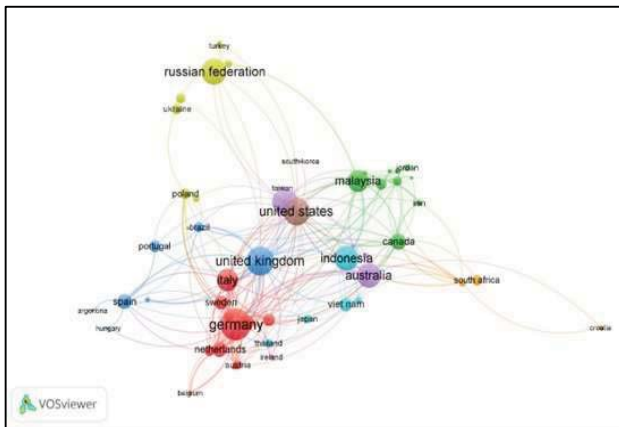 turkey
russian federation
ukraine
south korea
taiwan
malaysia
jordan
iran
poland
united states
brazil
portugal
canada
united kingdom
indonesia
australia
italy
south africa
spain
sweden
viet nam
argentina
hungary
germany
japan
croatia
netherlands
thailand
ireland
austria
belgium
VOSviewer